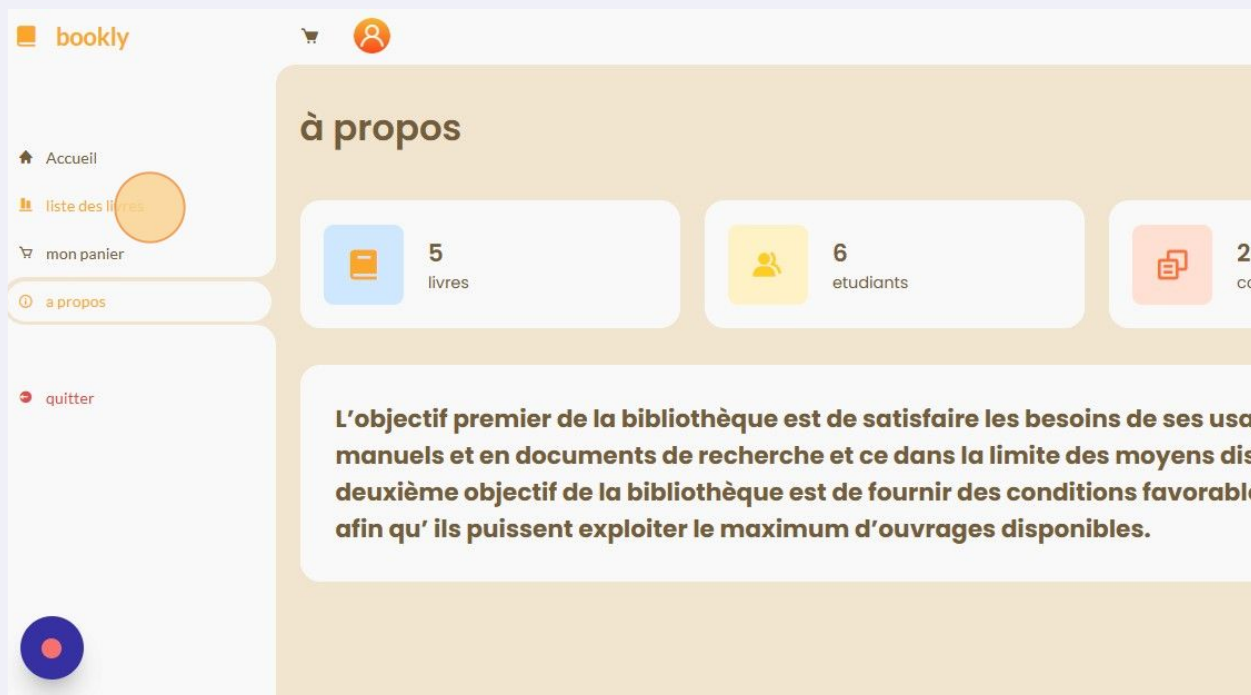 bookly
à propos
Accueil
liste des livres
mon panier
a propos
quitter
5
livres
6
etudiants
2
L’objectif premier de la bibliothèque est de satisfaire les besoins de ses
manuels et en documents de recherche et ce dans la limite des moyens
deuxième objectif de la bibliothèque est de fournir des conditions
afin qu’ ils puissent exploiter le maximum d’ouvrages disponibles.